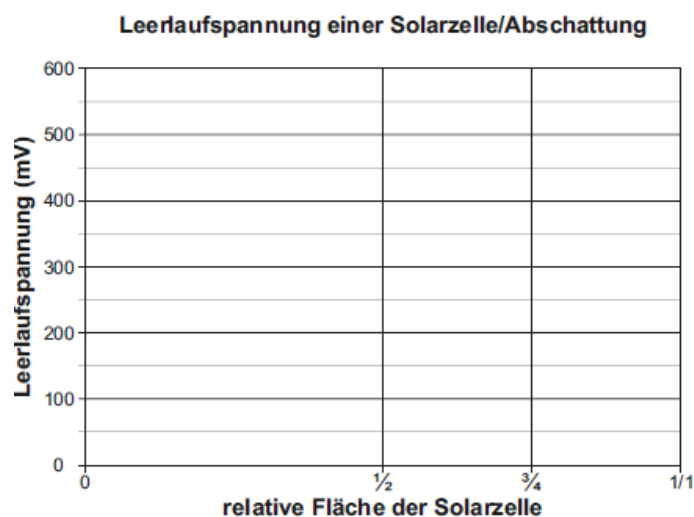 Leerlaufspannung einer Solarzelle/Abschattung
Leerlaufspannung (mV)
600
500
400
300
200
100
0
0 ½ ¾ 1/1
relative Fläche der Solarzelle